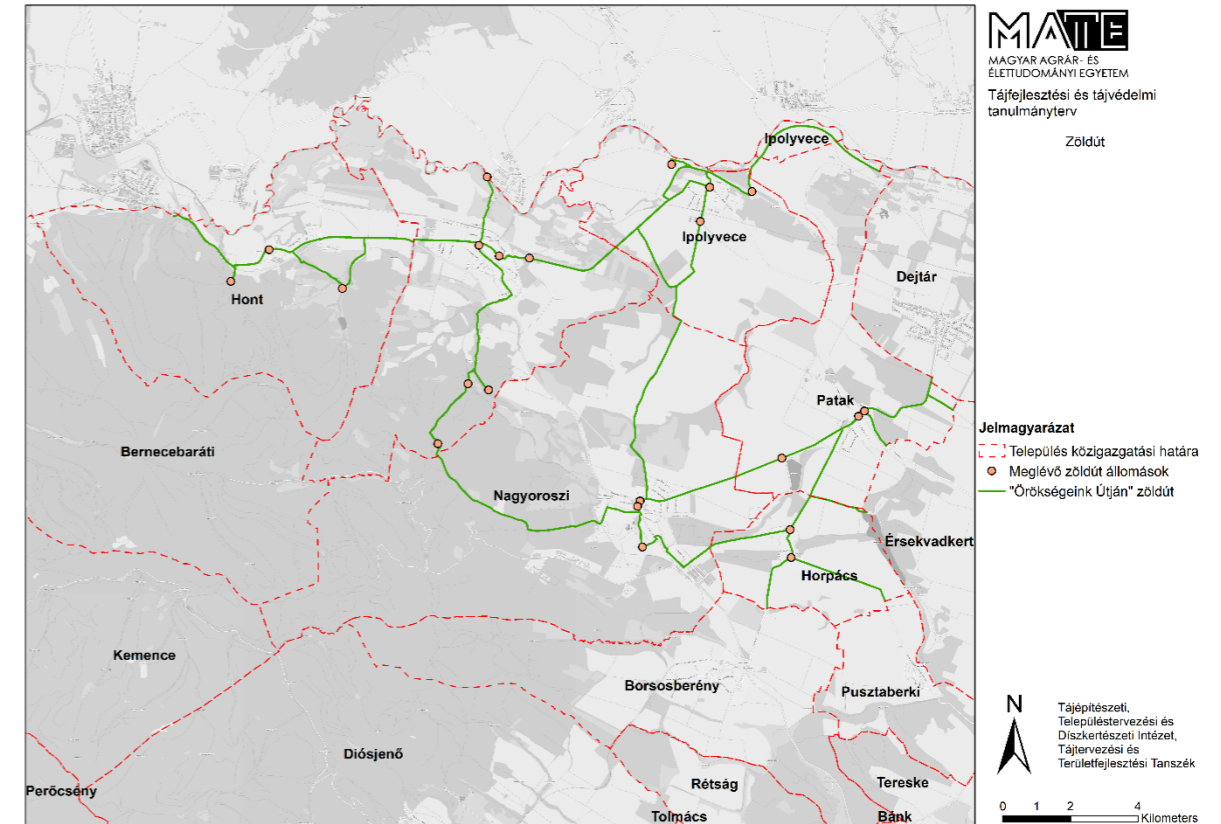 MATE
MAGYAR AGRÁR- ÉS
ÉLETTUDOMÁNYI EGYETEM
Tájfejlesztési és tájvédelmi
tanulmányterv
Zöldút
Ipolyvece
Ipolyvece
Dejtár
Hont
Patak
Bernecebaráti
Nagyoroszi
Érsekvadkert
Horpács
Kemence
Borsosberény
Pusztaberki
Diósjenő
Perőcsény
Rétság
Tereske
Tolmács
Bánk
Jelmagyarázat
Település közigazgatási határa
Meglévő zöldút állomások
"Örökségeink Útján" zöldút
N
Tájépítészeti,
Településtervezési és
Díszkertészeti Intézet,
Tájtervezési és
Területfejlesztési Tanszék
0 1 2 4
Kilometers